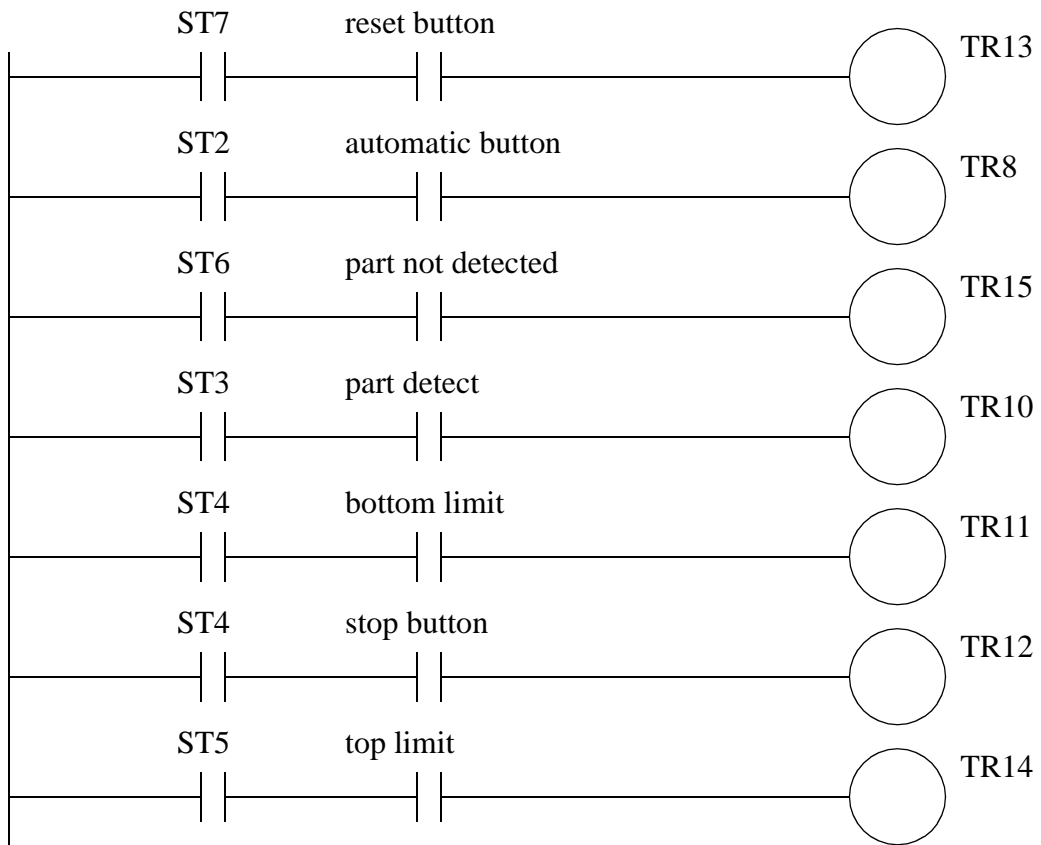 ST7 reset button TR13
ST2 automatic button TR8
ST6 part not detected TR15
ST3 part detect TR10
ST4 bottom limit TR11
ST4 stop button TR12
ST5 top limit TR14